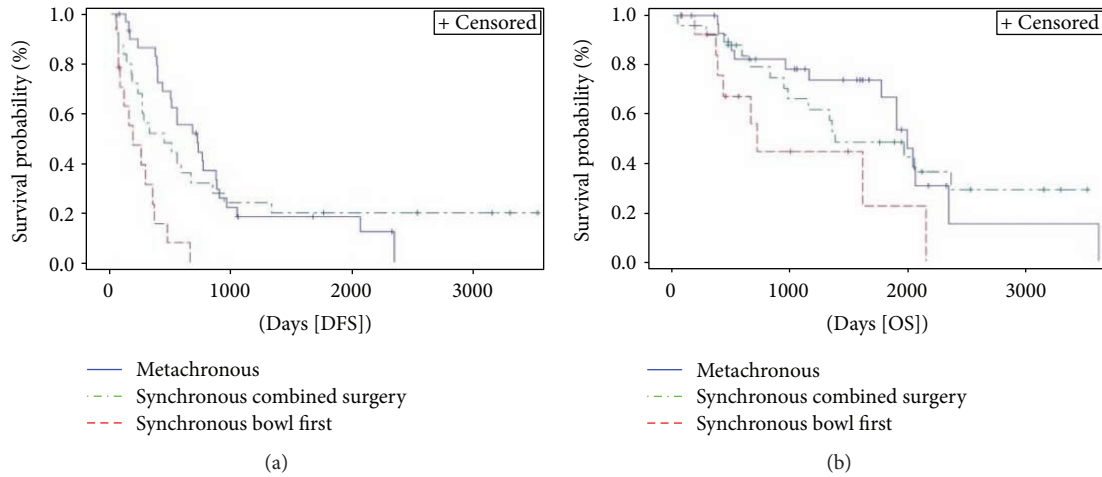 + Censored
Survival probability (%)
1.0
0.8
0.6
0.4
0.2
0.0
0 1000 2000 3000
(Days [DFS])
Metachronous
Synchronous combined surgery
Synchronous bowl first
(a)
+ Censored
Survival probability (%)
1.0
0.8
0.6
0.4
0.2
0.0
0 1000 2000 3000
(Days [OS])
Metachronous
Synchronous combined surgery
Synchronous bowl first
(b)